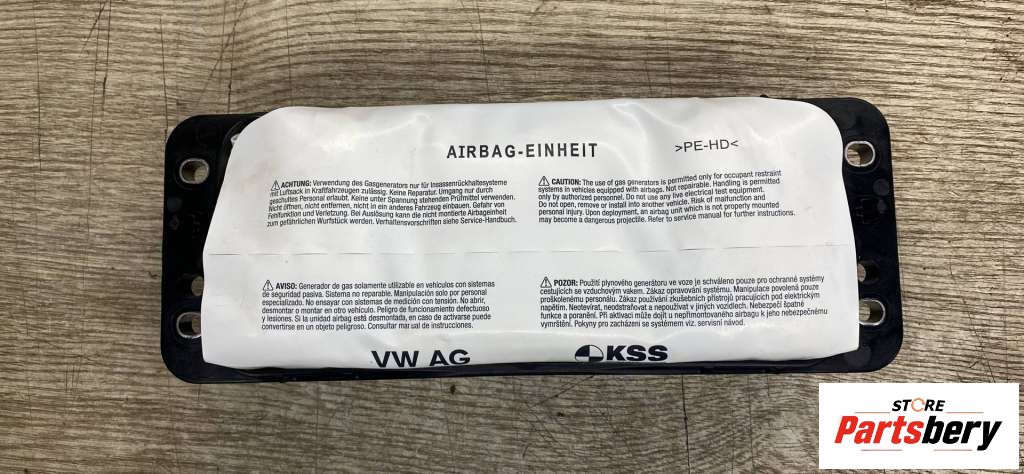 AIRBAG-EINHEIT >PE-HD<
⚠ACHTUNG: Verwendung des Gasgenerators nur für Insassenrückhaltesysteme
mit Luftsack in Kraftfahrzeugen zulässig. Keine Reparatur. Umgang nur durch
geschultes Personal erlaubt. Keine unter Spannung stehenden Prüfmittel verwenden.
Nicht öffnen, nicht entfernen, nicht in ein anderes Fahrzeug einbauen. Gefahr von
Fehlfunktion und Verletzung. Bei Auslösung kann die nicht montierte Airbageinheit
zum gefährlichen Wurfstück werden. Verhaltensvorschriften siehe Service-Handbuch.
⚠CAUTION: The use of gas generators is permitted only for occupant restraint
systems in vehicles equipped with airbags. Not repairable. Handling is permitted
only by authorized personnel. Do not use any live electrical test equipment.
Do not open, remove or install into another vehicle. Risk of malfunction and
personal injury. Upon deployment, an airbag unit which is not properly mounted
may become a dangerous projectile. Refer to service manual for further instructions.
⚠AVISO: Generador de gas solamente utilizable en vehículos con sistemas
de seguridad pasiva. Sistema no reparable. Manipulación solo por personal
especializado. No ensayar con sistemas de medición con tensión. No abrir,
desmontar o montar en otro vehículo. Peligro de funcionamiento defectuoso
y lesiones. Si la unidad airbag está desmontada, en caso de activarse puede
convertirse en un objeto peligroso. Consultar manual de instrucciones.
⚠POZOR: Použití plynového generátoru ve voze je schváleno pouze pro ochranné systémy
cestujících se vzduchovým vakem. Zákaz opravování systému. Manipulace povolená pouze
proškolenému personálu. Zákaz používání zkušebních přístrojů pracujících pod elektrickým
napětím. Neotevírat, neodstraňovat a nepoužívat v jiných vozidlech. Nebezpečí špatné
funkce a poranění. Při aktivaci může dojít u nepřimontovaného airbagu k jeho nebezpečnému
vymrštění. Pokyny pro zacházení se systémem viz. servisní návod.
VW AG KSS
STORE
Partsbery